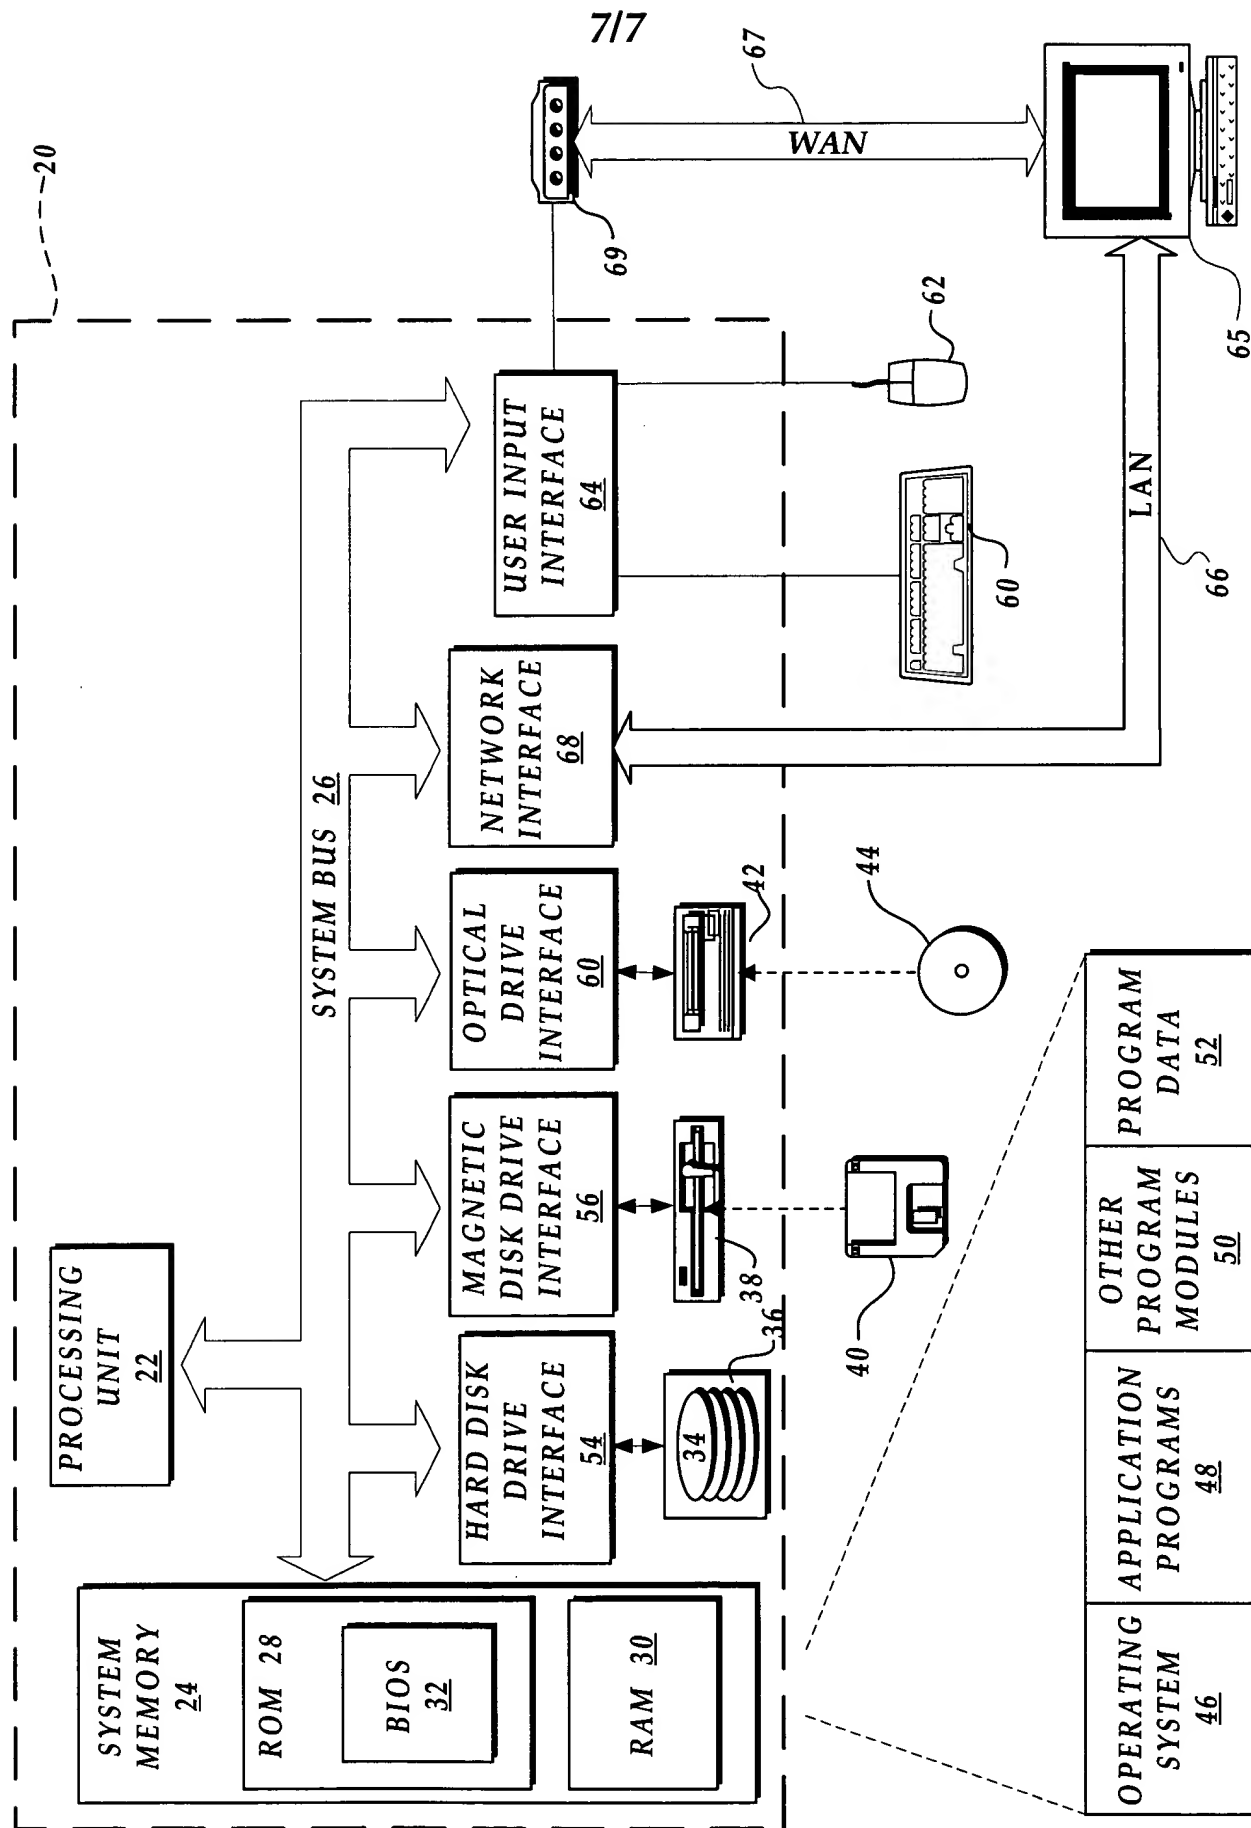 7/7
20
PROCESSING
UNIT
22
SYSTEM BUS 26
SYSTEM
MEMORY
24
ROM 28
BIOS
32
RAM 30
HARD DISK
DRIVE
INTERFACE
54
MAGNETIC
DISK DRIVE
INTERFACE
56
OPTICAL
DRIVE
INTERFACE
60
NETWORK
INTERFACE
68
USER INPUT
INTERFACE
64
34
36
38
42
40
44
60
62
69
WAN
67
LAN
66
65
OPERATING
SYSTEM
46
APPLICATION
PROGRAMS
48
OTHER
PROGRAM
MODULES
50
PROGRAM
DATA
52